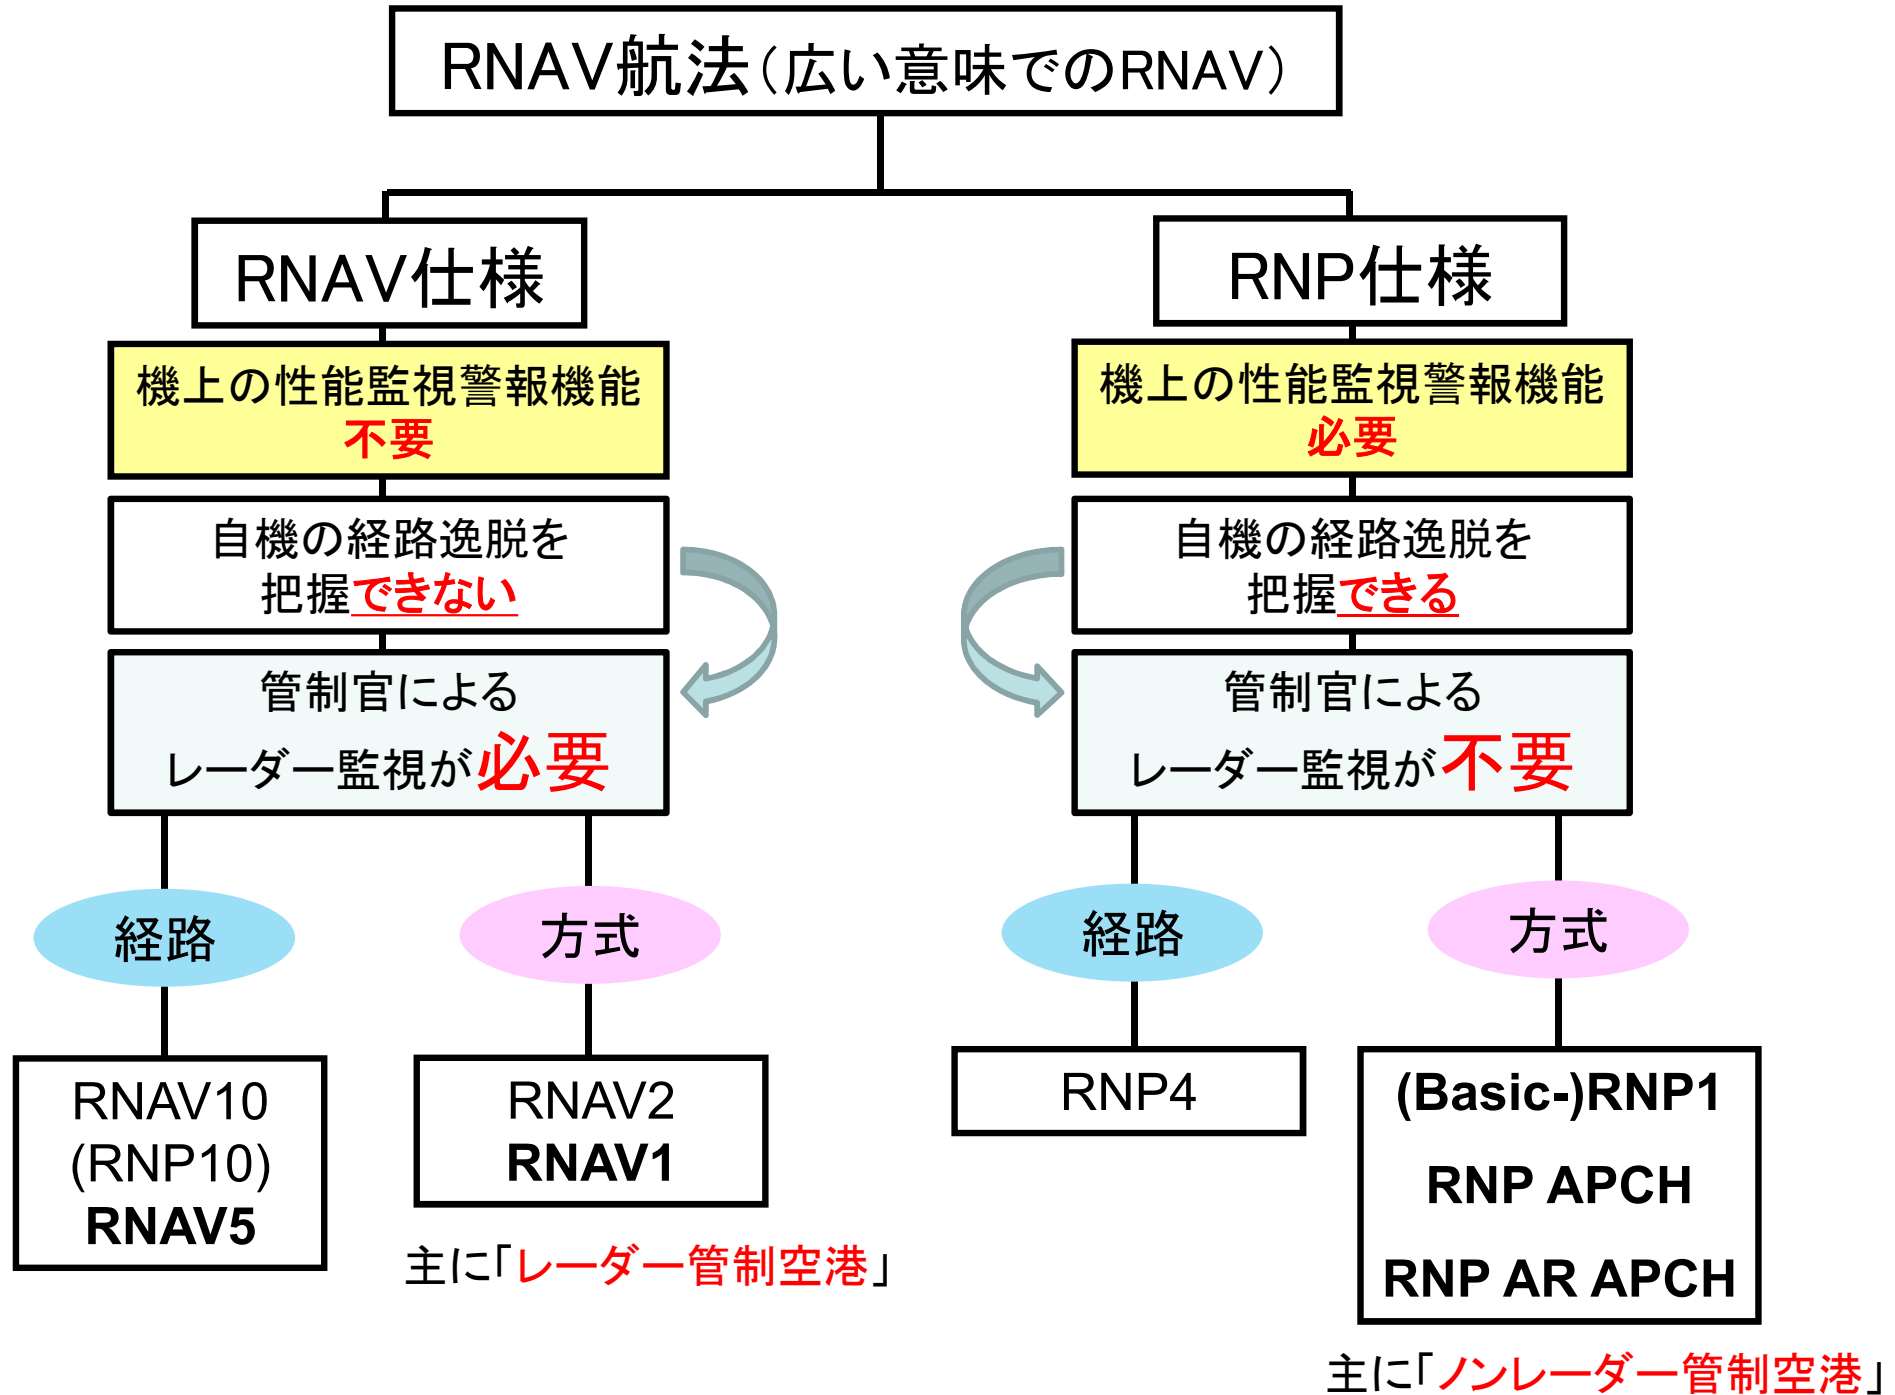 RNAV航法（広い意味でのRNAV）
RNAV仕様
機上の性能監視警報機能
不要
自機の経路逸脱を
把握できない
管制官による
レーダー監視が必要
経路
方式
RNAV10
(RNP10)
RNAV5
RNAV2
RNAV1
主に「レーダー管制空港」
RNP仕様
機上の性能監視警報機能
必要
自機の経路逸脱を
把握できる
管制官による
レーダー監視が不要
経路
方式
RNP4
(Basic-)RNP1
RNP APCH
RNP AR APCH
主に「ノンレーダー管制空港」